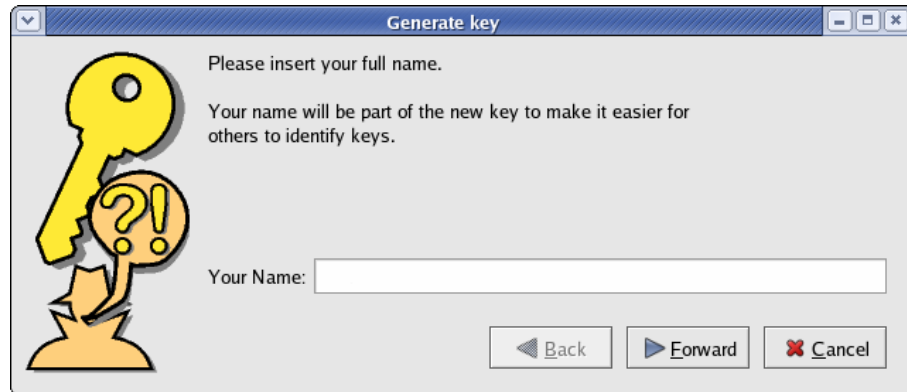 Generate key
Please insert your full name.
Your name will be part of the new key to make it easier for
others to identify keys.
?!
Your Name:
Back
Forward
Cancel